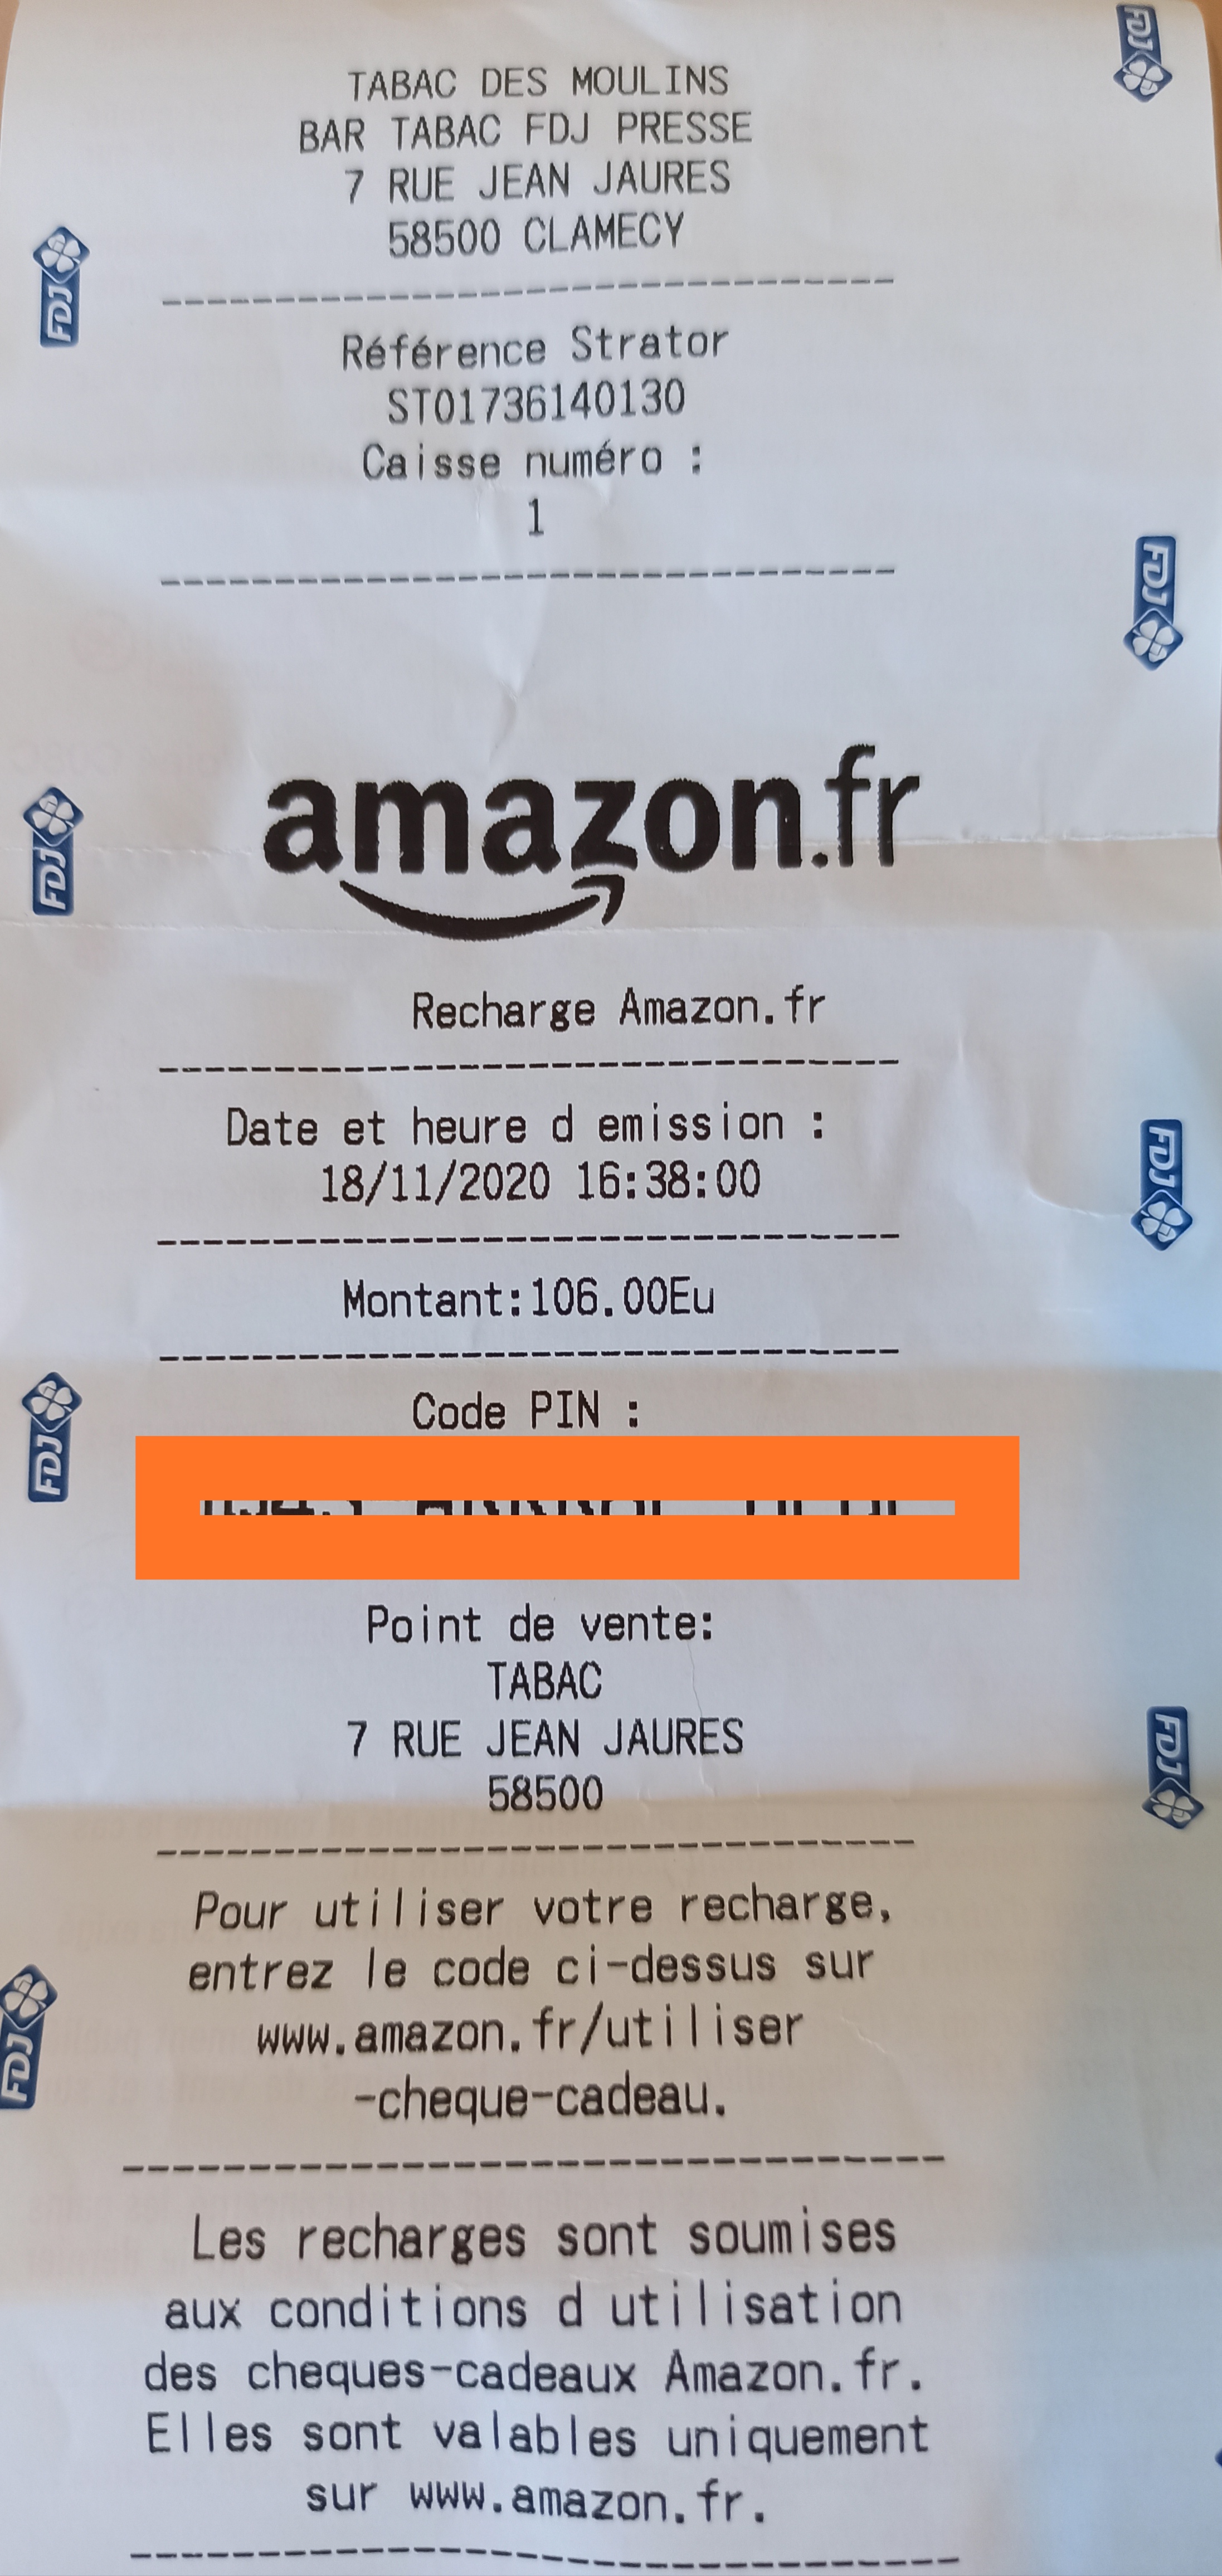 TABAC DES MOULINS
BAR TABAC FDJ PRESSE
7 RUE JEAN JAURES
58500 CLAMECY
Référence Strator
ST01736140130
Caisse numéro :
1
amazon.fr
Recharge Amazon.fr
Date et heure d emission :
18/11/2020 16:38:00
Montant:106.00Eu
Code PIN :
Point de vente:
TABAC
7 RUE JEAN JAURES
58500
Pour utiliser votre recharge,
entrez le code ci-dessus sur
www.amazon.fr/utiliser
-cheque-cadeau.
Les recharges sont soumises
aux conditions d utilisation
des cheques-cadeaux Amazon.fr.
Elles sont valables uniquement
sur www.amazon.fr.
FDJ
FDJ
FDJ
FDJ
FDJ
FDJ
FDJ
FDJ